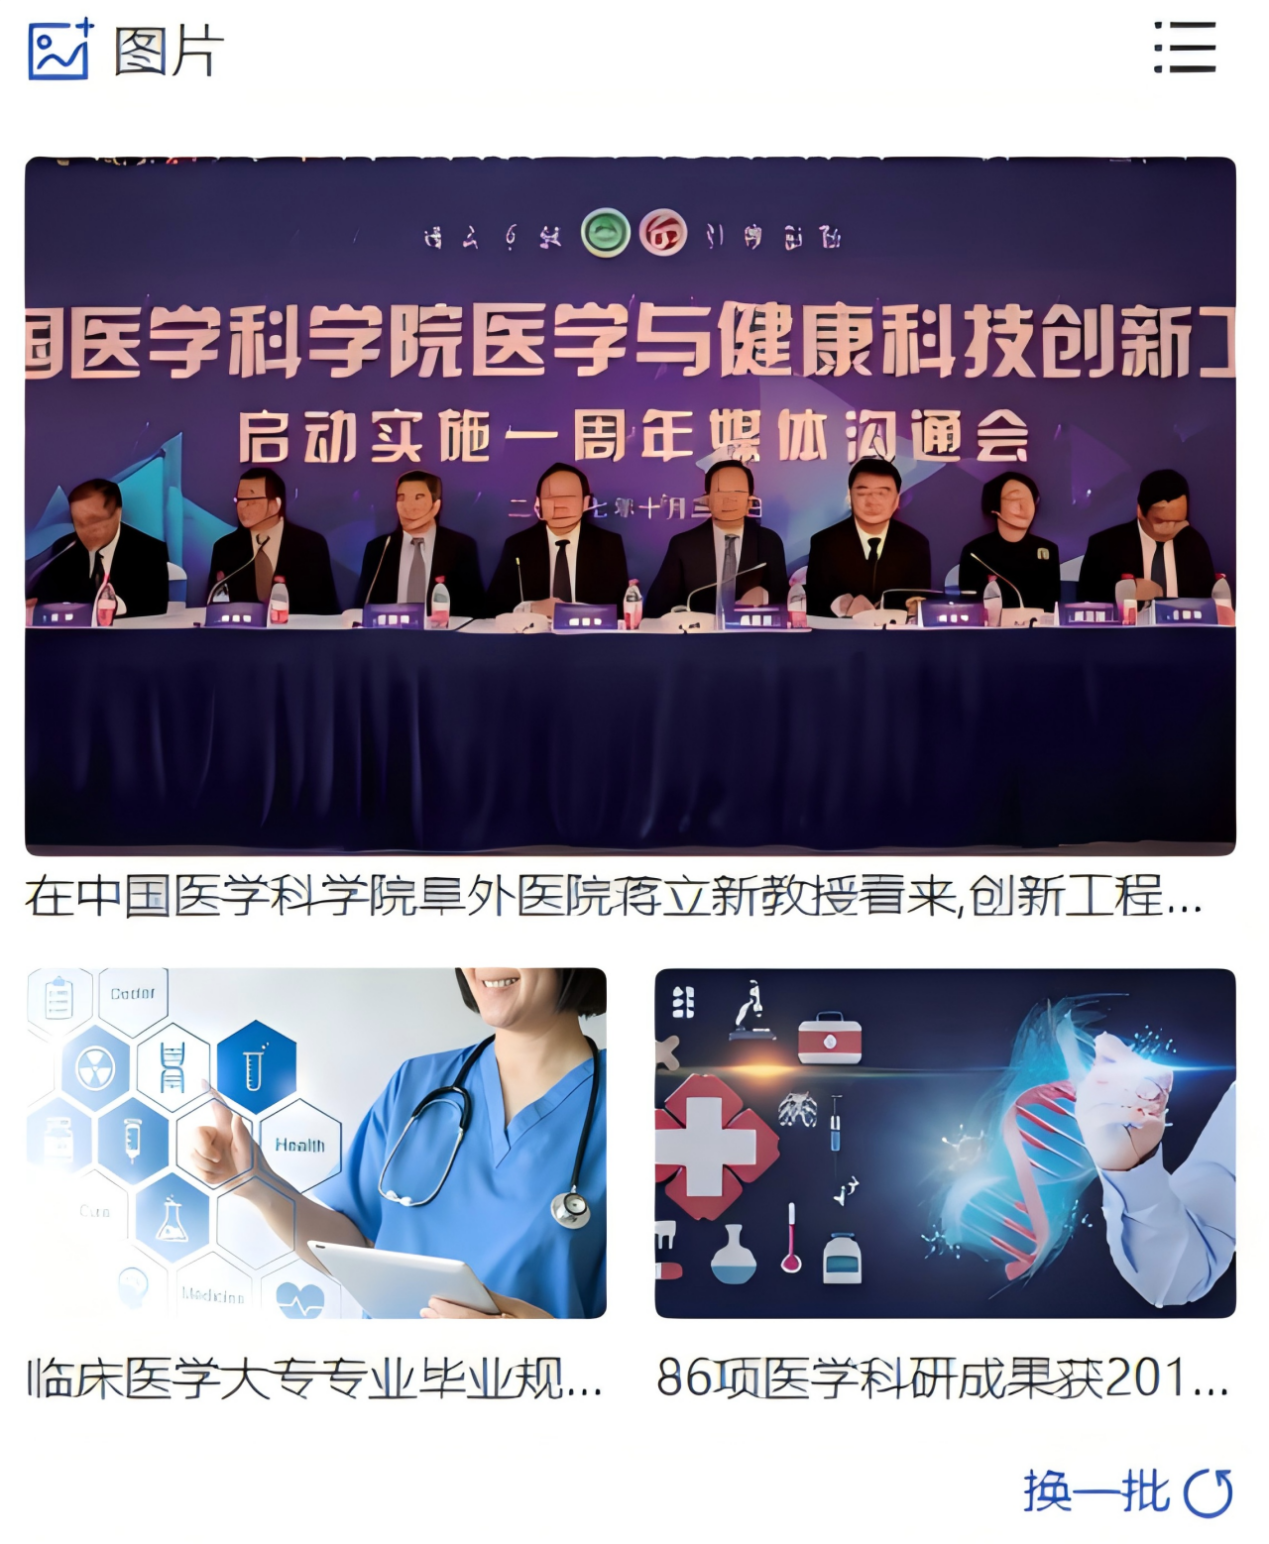 图片
国医学科学院医学与健康科技创新工
启动实施一周年媒体沟通会
在中国医学科学院阜外医院蒋立新教授看来,创新工程...
Doctor
Health
Cure
Medicine
临床医学大专专业毕业规...
86项医学科研成果获201...
换一批